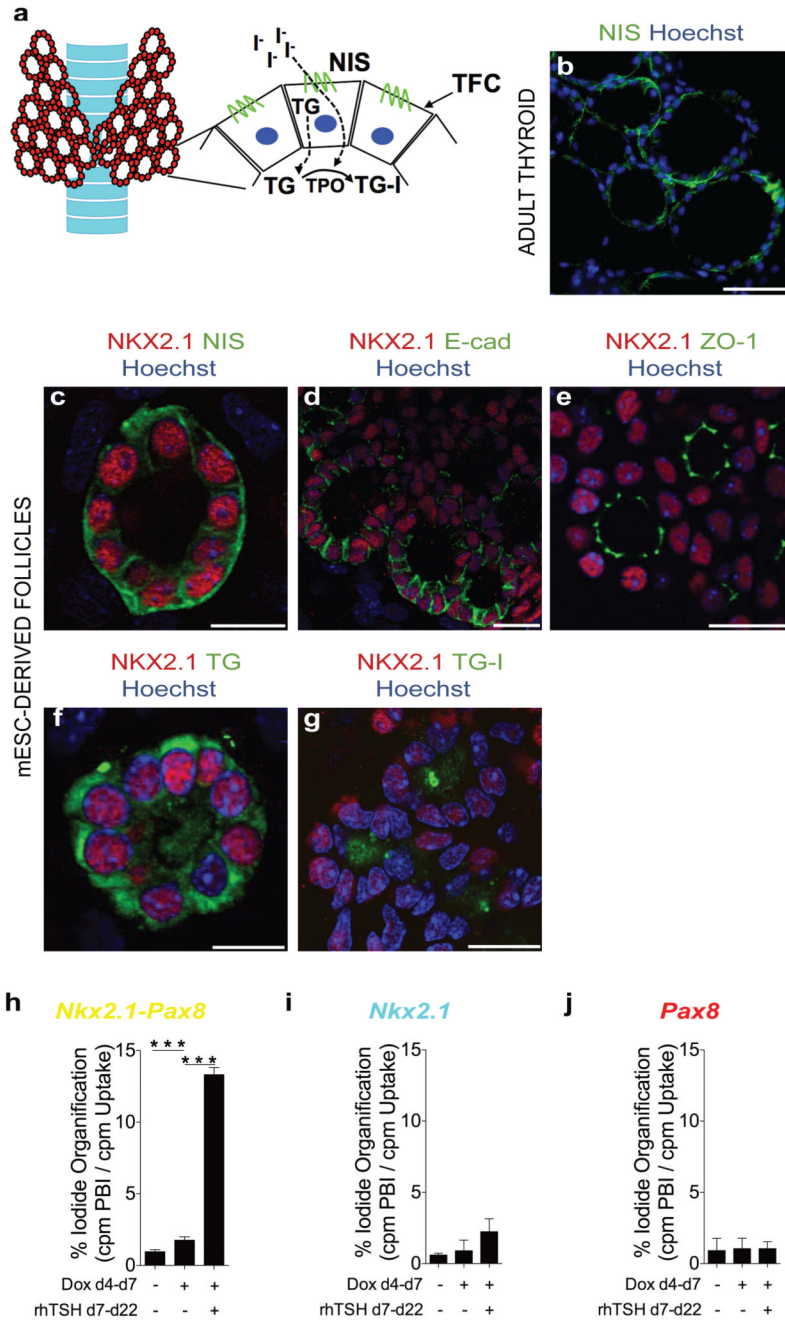 a
I- I- I- I-
NIS
TFC
TG
TG TPO TG-I
NIS Hoechst
b
ADULT THYROID
NKX2.1 NIS
Hoechst
c
NKX2.1 E-cad
Hoechst
d
NKX2.1 ZO-1
Hoechst
e
mESC-DERIVED FOLLICLES
NKX2.1 TG
Hoechst
f
NKX2.1 TG-I
Hoechst
g
h
Nkx2.1-Pax8
% Iodide Organification
(cpm PBI / cpm Uptake)
15
10
5
0
* * *
* * *
Dox d4-d7 - + +
rhTSH d7-d22 - - +
i
Nkx2.1
% Iodide Organification
(cpm PBI / cpm Uptake)
15
10
5
0
Dox d4-d7 - + +
rhTSH d7-d22 - - +
j
Pax8
% Iodide Organification
(cpm PBI / cpm Uptake)
15
10
5
0
Dox d4-d7 - + +
rhTSH d7-d22 - - +